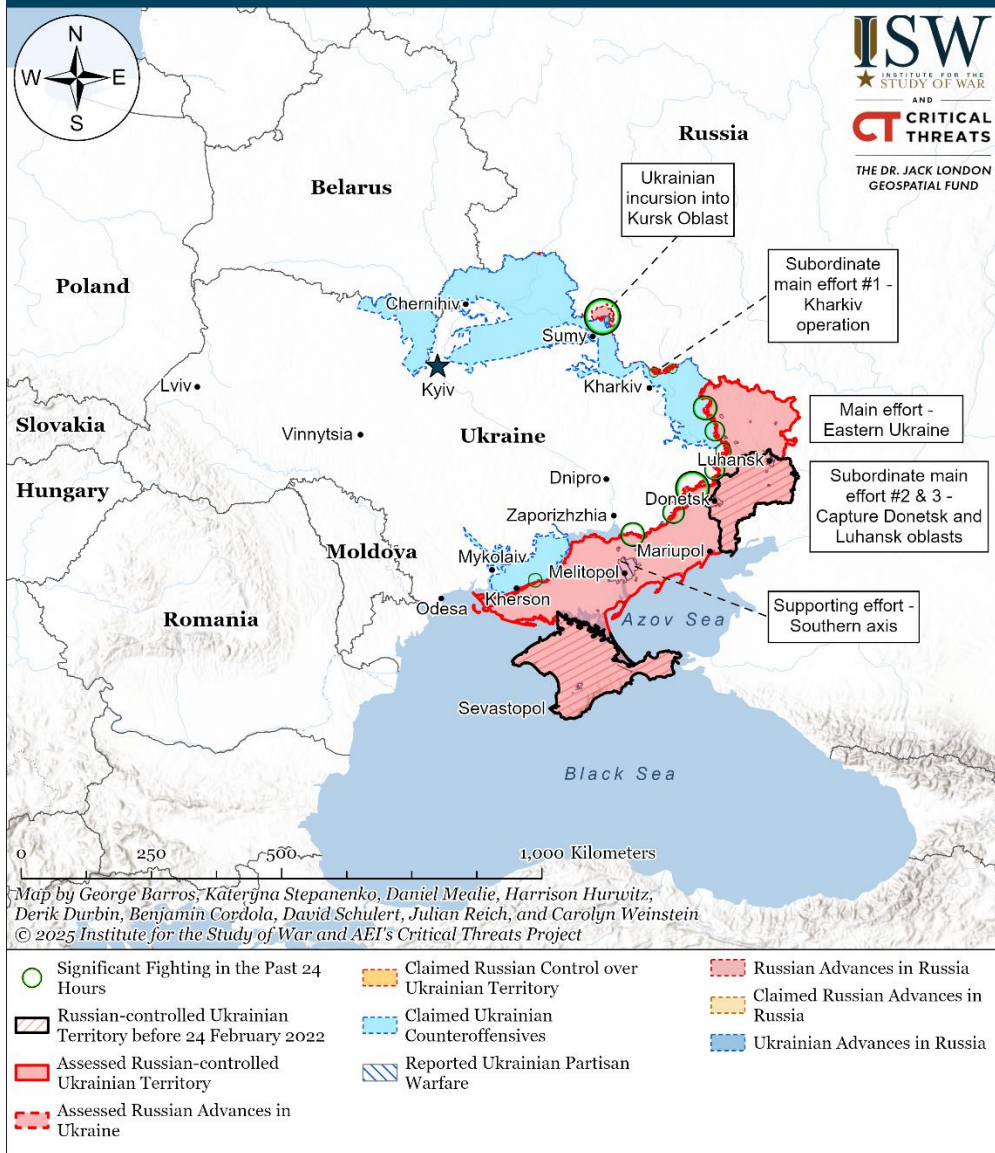 N
W
E
S
ISW
INSTITUTE FOR THE
STUDY OF WAR
AND
CT CRITICAL
THREATS
THE DR. JACK LONDON
GEOSPATIAL FUND
Russia
Belarus
Ukrainian
incursion into
Kursk Oblast
Subordinate
main effort #1 -
Kharkiv
operation
Poland
Chernihiv
Sumy
Kyiv
Kharkiv
Lviv
Slovakia
Vinnytsia
Ukraine
Main effort -
Eastern Ukraine
Luhansk
Hungary
Dnipro
Donetsk
Subordinate main
effort #2 & 3 -
Capture Donetsk and
Luhansk oblasts
Zaporizhzhia
Moldova
Mykolaiv
Mariupol
Melitopol
Kherson
Odesa
Romania
Azov Sea
Supporting effort -
Southern axis
Sevastopol
Black Sea
0 250 500 1,000 Kilometers
Map by George Barros, Kateryna Stepanenko, Daniel Mealie, Harrison Hurwitz,
Derik Durbin, Benjamin Cordola, David Schulert, Julian Reich, and Carolyn Weinstein
© 2025 Institute for the Study of War and AEI's Critical Threats Project
Significant Fighting in the Past 24
Hours
Russian-controlled Ukrainian
Territory before 24 February 2022
Assessed Russian-controlled
Ukrainian Territory
Assessed Russian Advances in
Ukraine
Claimed Russian Control over
Ukrainian Territory
Claimed Ukrainian
Counteroffensives
Reported Ukrainian Partisan
Warfare
Russian Advances in Russia
Claimed Russian Advances in
Russia
Ukrainian Advances in Russia